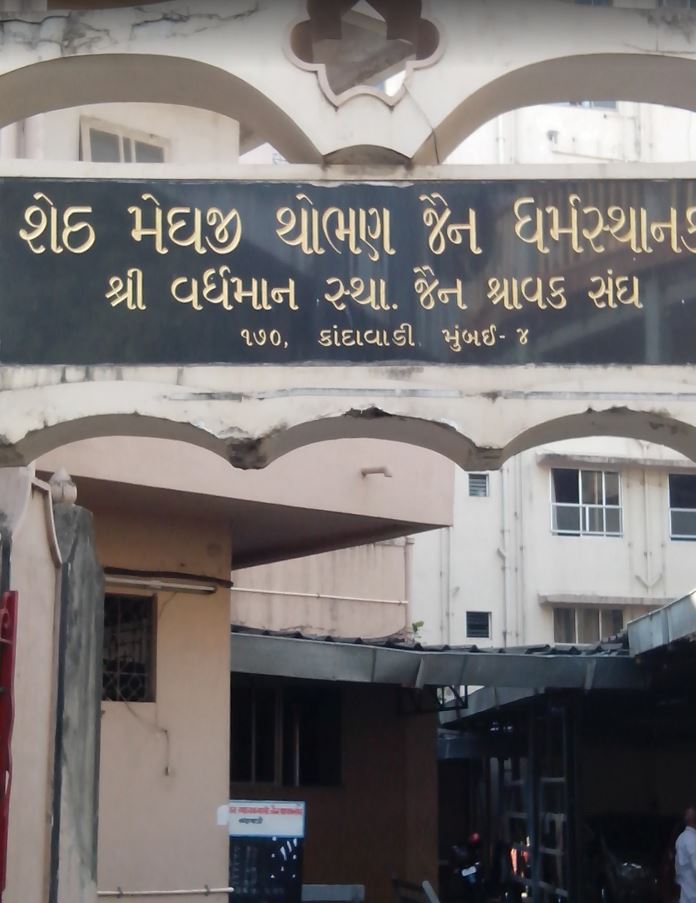 શેઠ મેઘજી થોભણ જૈન ધર્મસ્થાનક
શ્રી વર્ધમાન સ્થા. જૈન શ્રાવક સંઘ
૧૭૦, કાંદાવાડી મુંબઈ- ૪